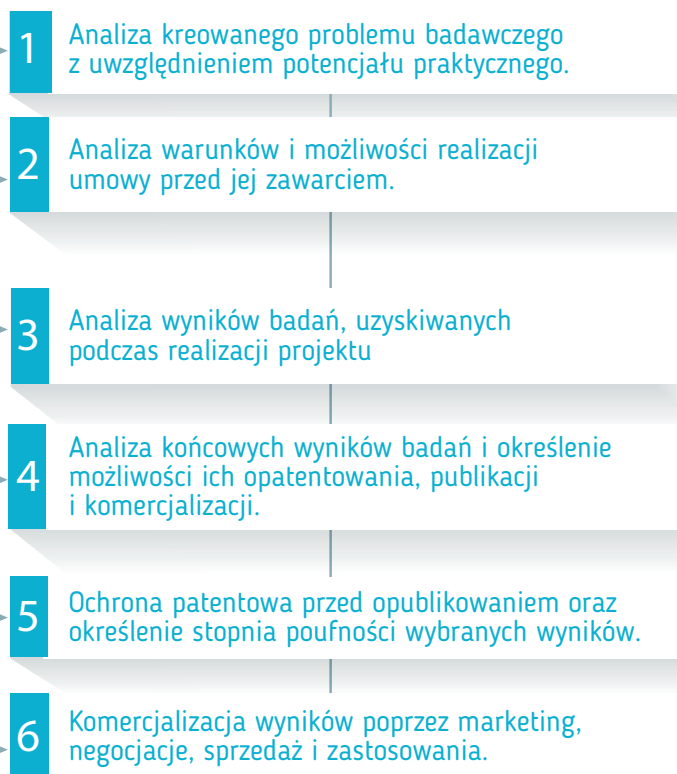 1
Analiza kreowanego problemu badawczego
z uwzględnieniem potencjału praktycznego.
2
Analiza warunków i możliwości realizacji
umowy przed jej zawarciem.
3
Analiza wyników badań, uzyskiwanych
podczas realizacji projektu
4
Analiza końcowych wyników badań i określenie
możliwości ich opatentowania, publikacji
i komercjalizacji.
5
Ochrona patentowa przed opublikowaniem oraz
określenie stopnia poufności wybranych wyników.
6
Komercjalizacja wyników poprzez marketing,
negocjacje, sprzedaż i zastosowania.